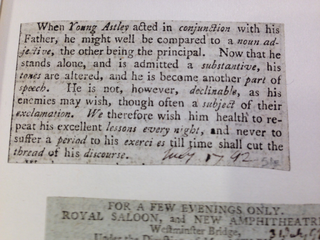 When Young Astley acted in conjunction with his
Father, he might well be compared to a noun ad-
jective, the other being the principal. Now that he
stands alone, and is admitted a substantive, his
tones are altered, and he is become another part of
speech. He is not, however, declinable, as his
enemies may wish, though often a subject of their
exclamation. We therefore wish him health to re-
peat his excellent lessons every night, and never to
suffer a period to his exercises till time shall cut the
thread of his discourse.
FOR A FEW EVENINGS ONLY.
ROYAL SALOON, and NEW AMPHITHEATRE
Westminster Bridge,